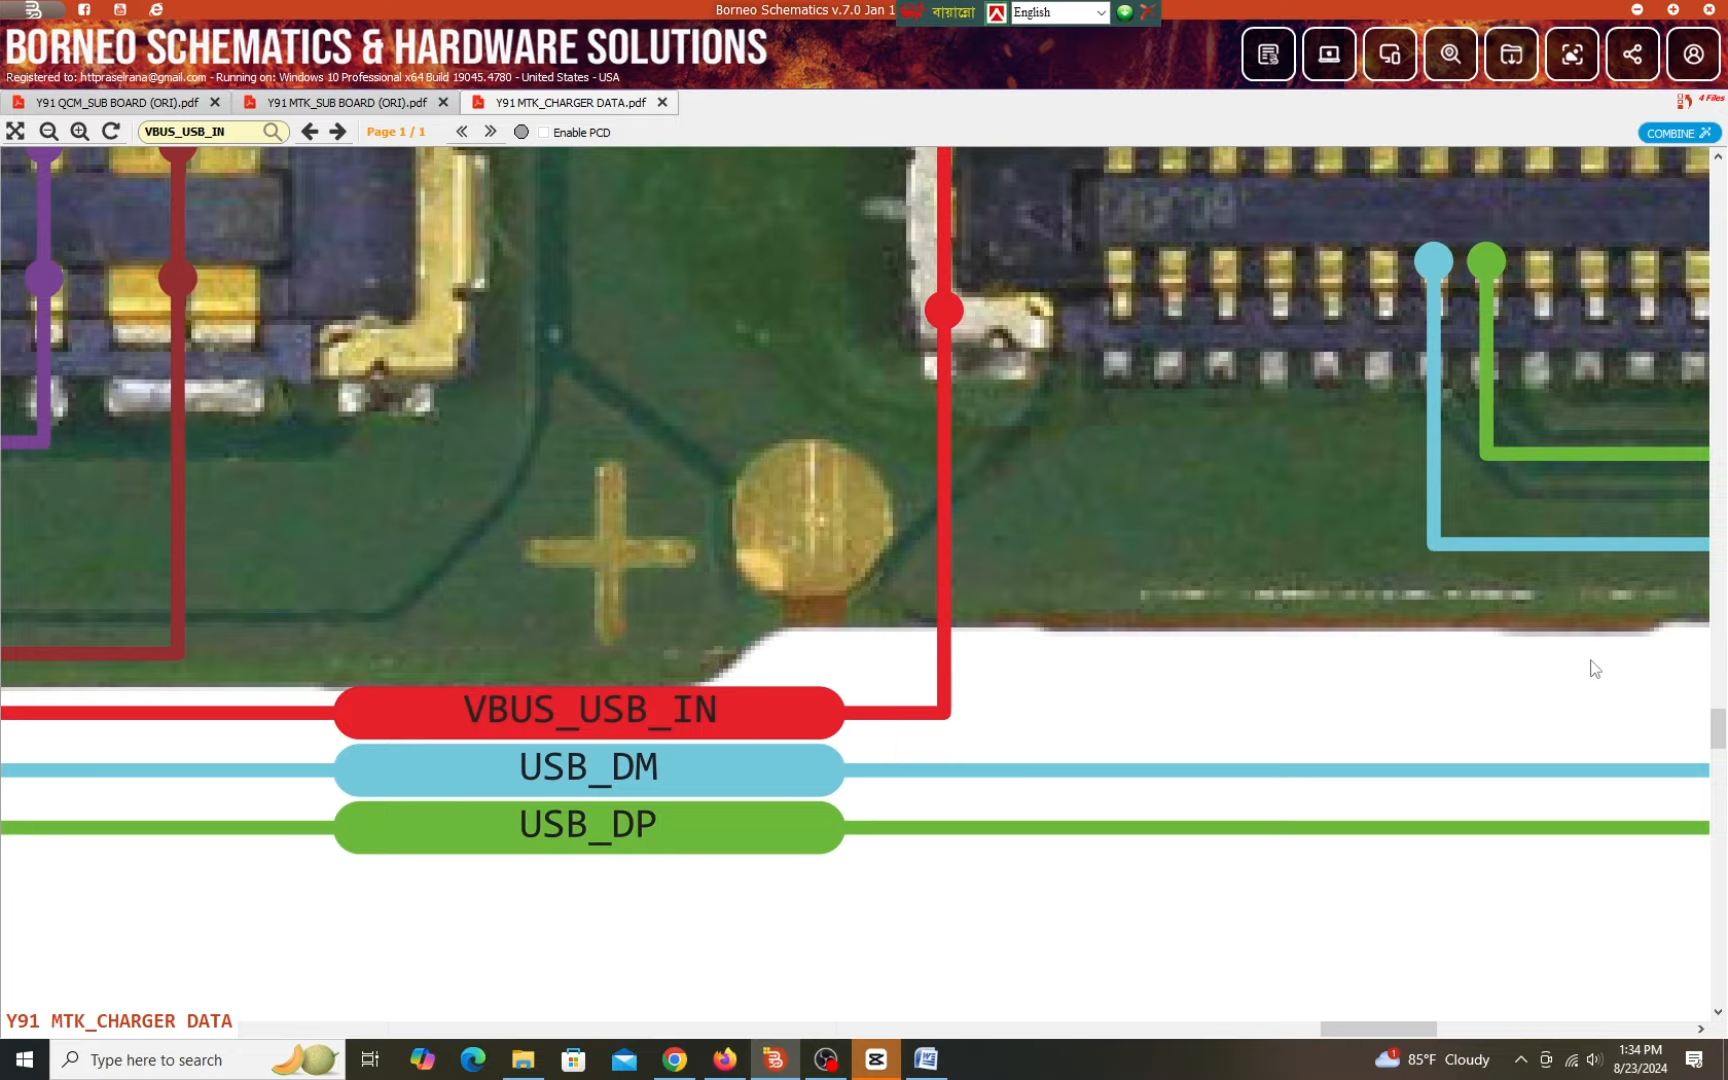 Borneo Schematics v.7.0 Jan 1
বায়ান্নো
English
BORNEO SCHEMATICS & HARDWARE SOLUTIONS
Registered to: httpraselrana@gmail.com - Running on: Windows 10 Professional x64 Build 19045.4780 - United States - USA
Y91 QCM_SUB BOARD (ORI).pdf
Y91 MTK_SUB BOARD (ORI).pdf
Y91 MTK_CHARGER DATA.pdf
4 Files
VBUS_USB_IN
Page 1 / 1
Enable PCD
COMBINE
VBUS_USB_IN
USB_DM
USB_DP
Y91 MTK_CHARGER DATA
Type here to search
1
85°F Cloudy
1:34 PM
8/23/2024